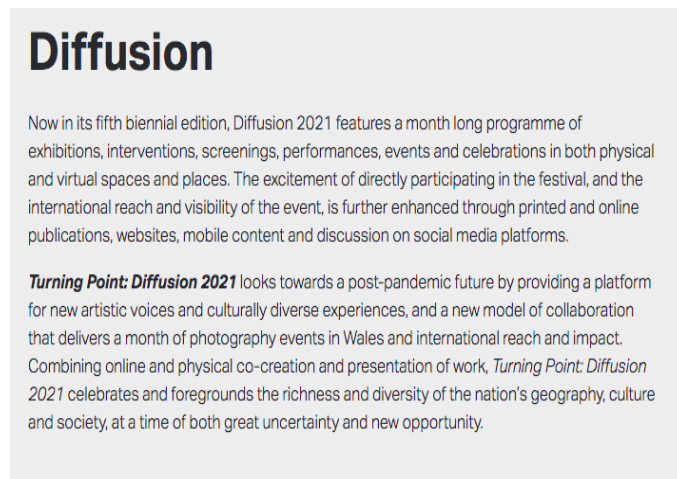 Diffusion
Now in its fifth biennial edition, Diffusion 2021 features a month long programme of
exhibitions, interventions, screenings, performances, events and celebrations in both physical
and virtual spaces and places. The excitement of directly participating in the festival, and the
international reach and visibility of the event, is further enhanced through printed and online
publications, websites, mobile content and discussion on social media platforms.
Turning Point: Diffusion 2021 looks towards a post-pandemic future by providing a platform
for new artistic voices and culturally diverse experiences, and a new model of collaboration
that delivers a month of photography events in Wales and international reach and impact.
Combining online and physical co-creation and presentation of work, Turning Point: Diffusion
2021 celebrates and foregrounds the richness and diversity of the nation's geography, culture
and society, at a time of both great uncertainty and new opportunity.